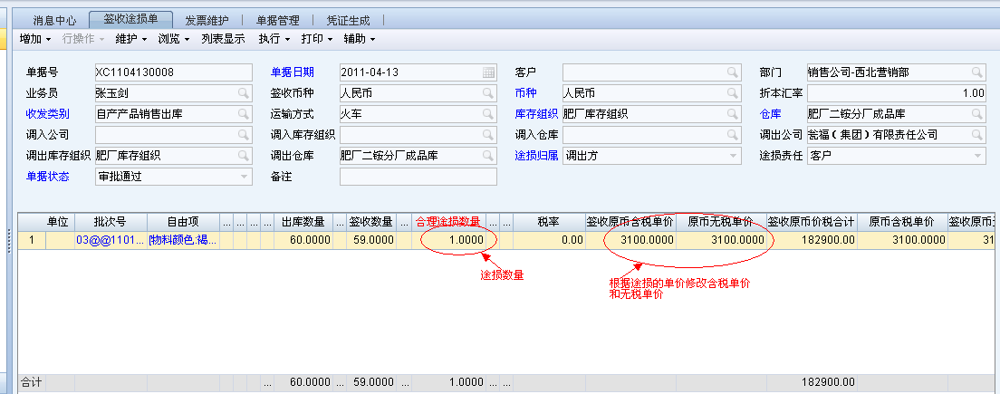 消息中心 签收途损单 发票维护 单据管理 凭证生成
增加 行操作 维护 浏览 列表显示 执行 打印 辅助
单据号 XC1104130008 单据日期 2011-04-13 客户 部门 销售公司-西北营销部
业务员 张玉剑 签收币种 人民币 币种 人民币 折本汇率 1.00
收发类别 自产产品销售出库 运输方式 火车 库存组织 肥厂库存组织 仓库 肥厂二铵分厂成品库
调入公司 调入库存组织 调入仓库 调出公司 瓮福（集团）有限责任公司
调出库存组织 肥厂库存组织 调出仓库 肥厂二铵分厂成品库 途损归属 调出方 途损责任 客户
单据状态 审批通过 备注
单位 批次号 自由项 ... ... ... ... 出库数量 ... 签收数量 ... 合理途损数量 ... ... 税率 签收原币含税单价 原币无税单价 签收原币价税合计 原币含税单价 签收原币无
1 03@@1101... [物料颜色:褐... 60.0000 59.0000 1.0000 0.00 3100.0000 3100.0000 182900.00 3100.0000 31
途损数量
根据途损的单价修改含税单价
和无税单价
合计 ... 60.0000 ... 59.0000 ... 1.0000 ... ... 182900.00